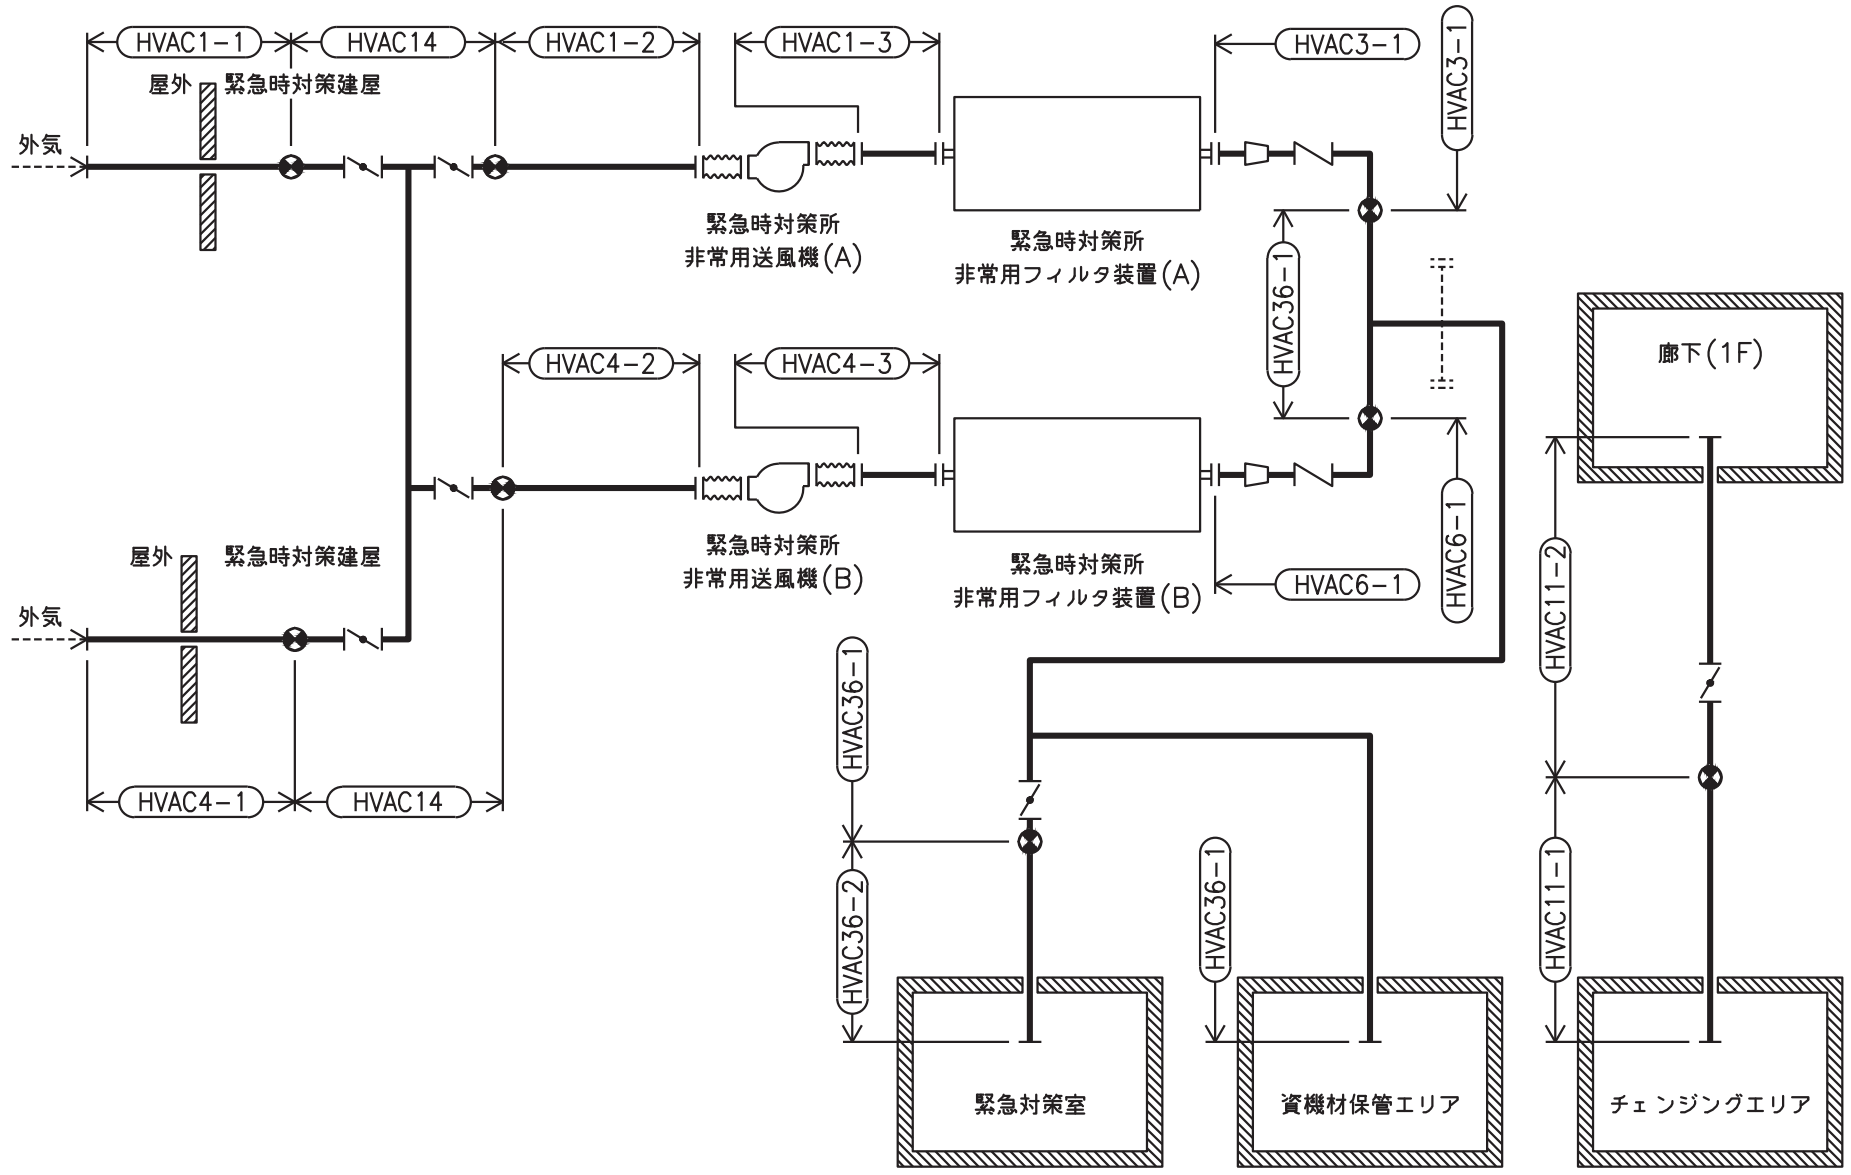 HVAC1-1
HVAC14
HVAC1-2
HVAC1-3
HVAC3-1
HVAC3-1
屋外
緊急時対策建屋
外気
緊急時対策所
非常用送風機(A)
緊急時対策所
非常用フィルタ装置(A)
HVAC36-1
HVAC4-2
HVAC4-3
廊下(1F)
屋外
緊急時対策建屋
外気
緊急時対策所
非常用送風機(B)
緊急時対策所
非常用フィルタ装置(B)
HVAC6-1
HVAC6-1
HVAC11-2
HVAC36-1
HVAC4-1
HVAC14
HVAC36-2
HVAC36-1
HVAC11-1
緊急対策室
資機材保管エリア
チェンジングエリア